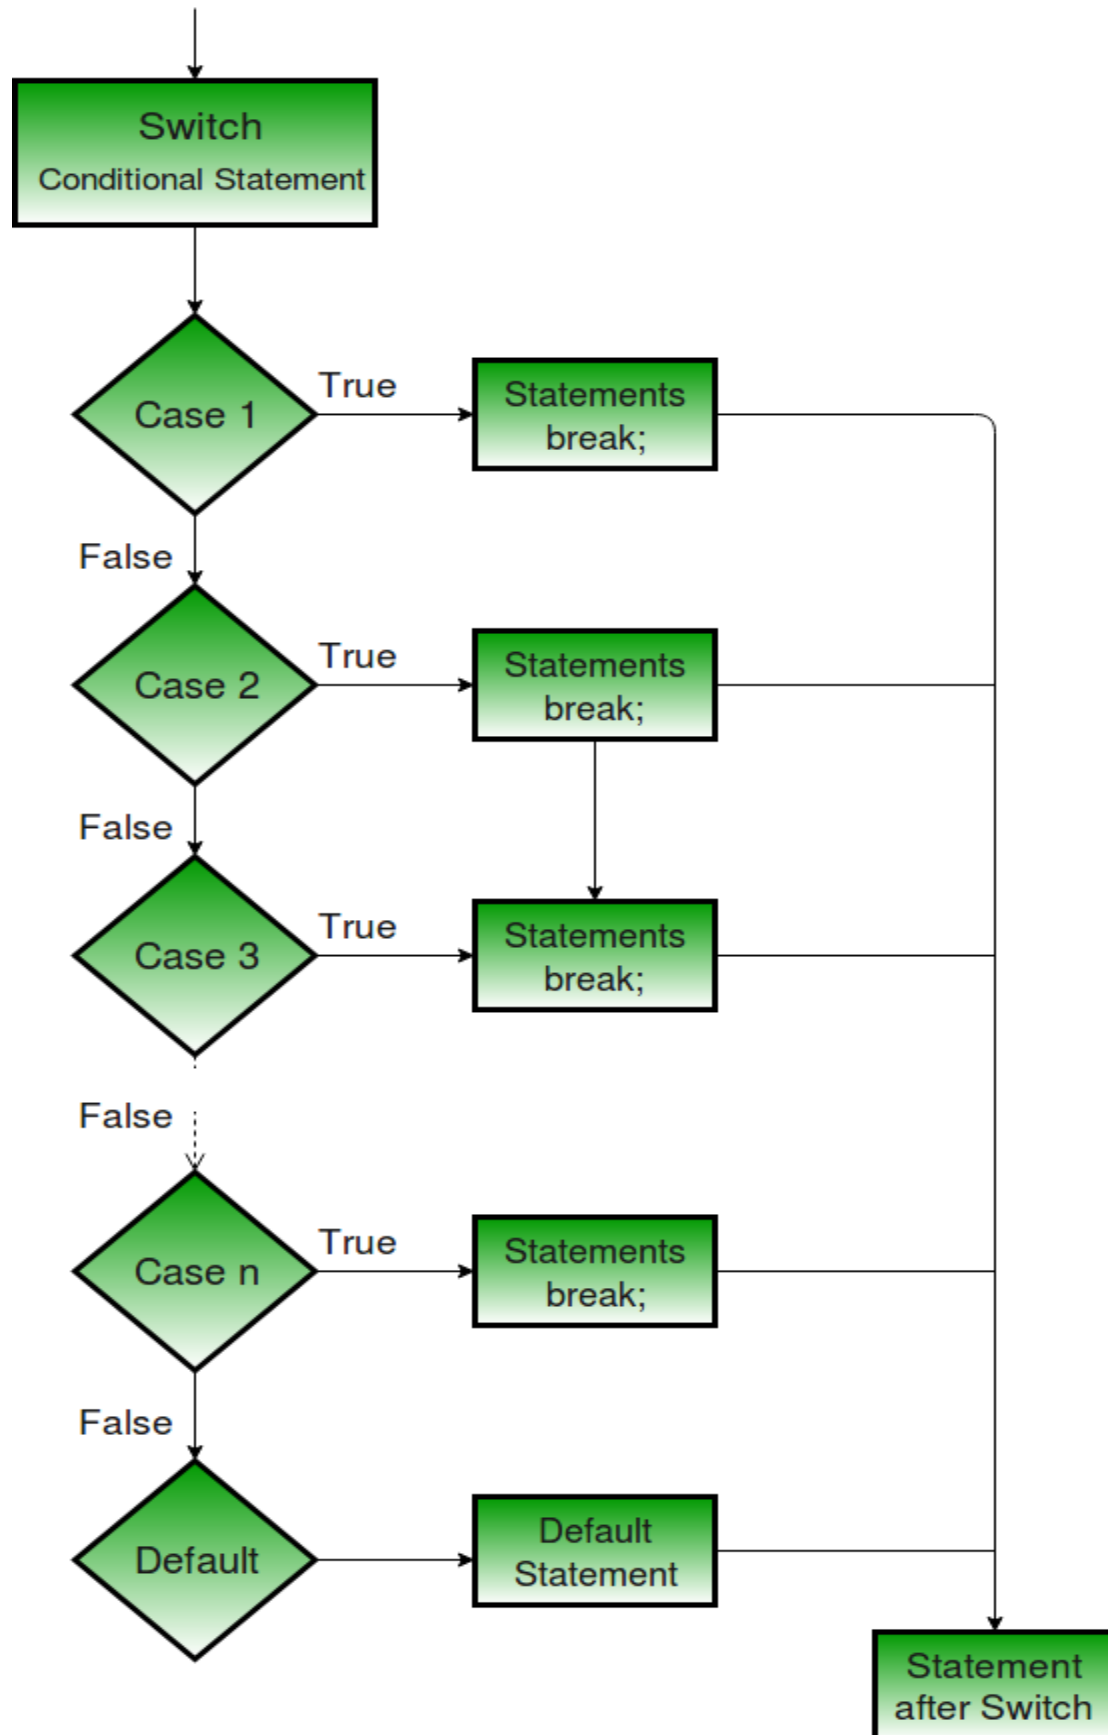 Switch
Conditional Statement
Case 1
True
Statements
break;
False
Case 2
True
Statements
break;
False
Case 3
True
Statements
break;
False
Case n
True
Statements
break;
False
Default
Default
Statement
Statement
after Switch